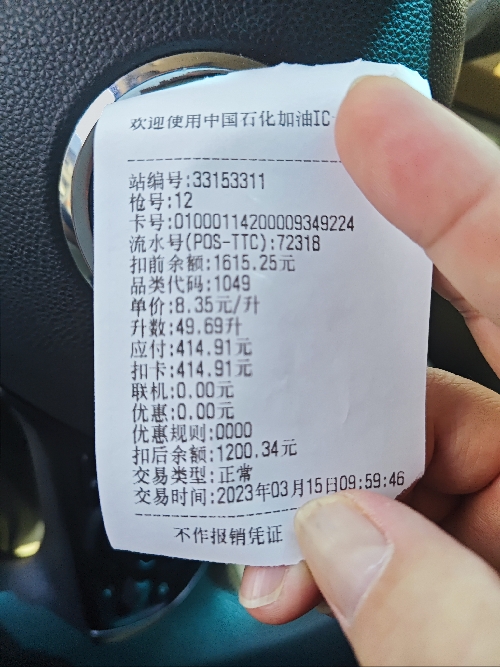 欢迎使用中国石化加油IC
站编号:33153311
枪号:12
卡号:01000114200009349224
流水号(POS-TTC):72318
扣前余额:1615.25元
品类代码:1049
单价:8.35元/升
升数:49.69升
应付:414.91元
扣卡:414.91元
联机:0.00元
优惠:0.00元
优惠规则:0000
扣后余额:1200.34元
交易类型:正常
交易时间:2023年03月15日09:59:46
不作报销凭证